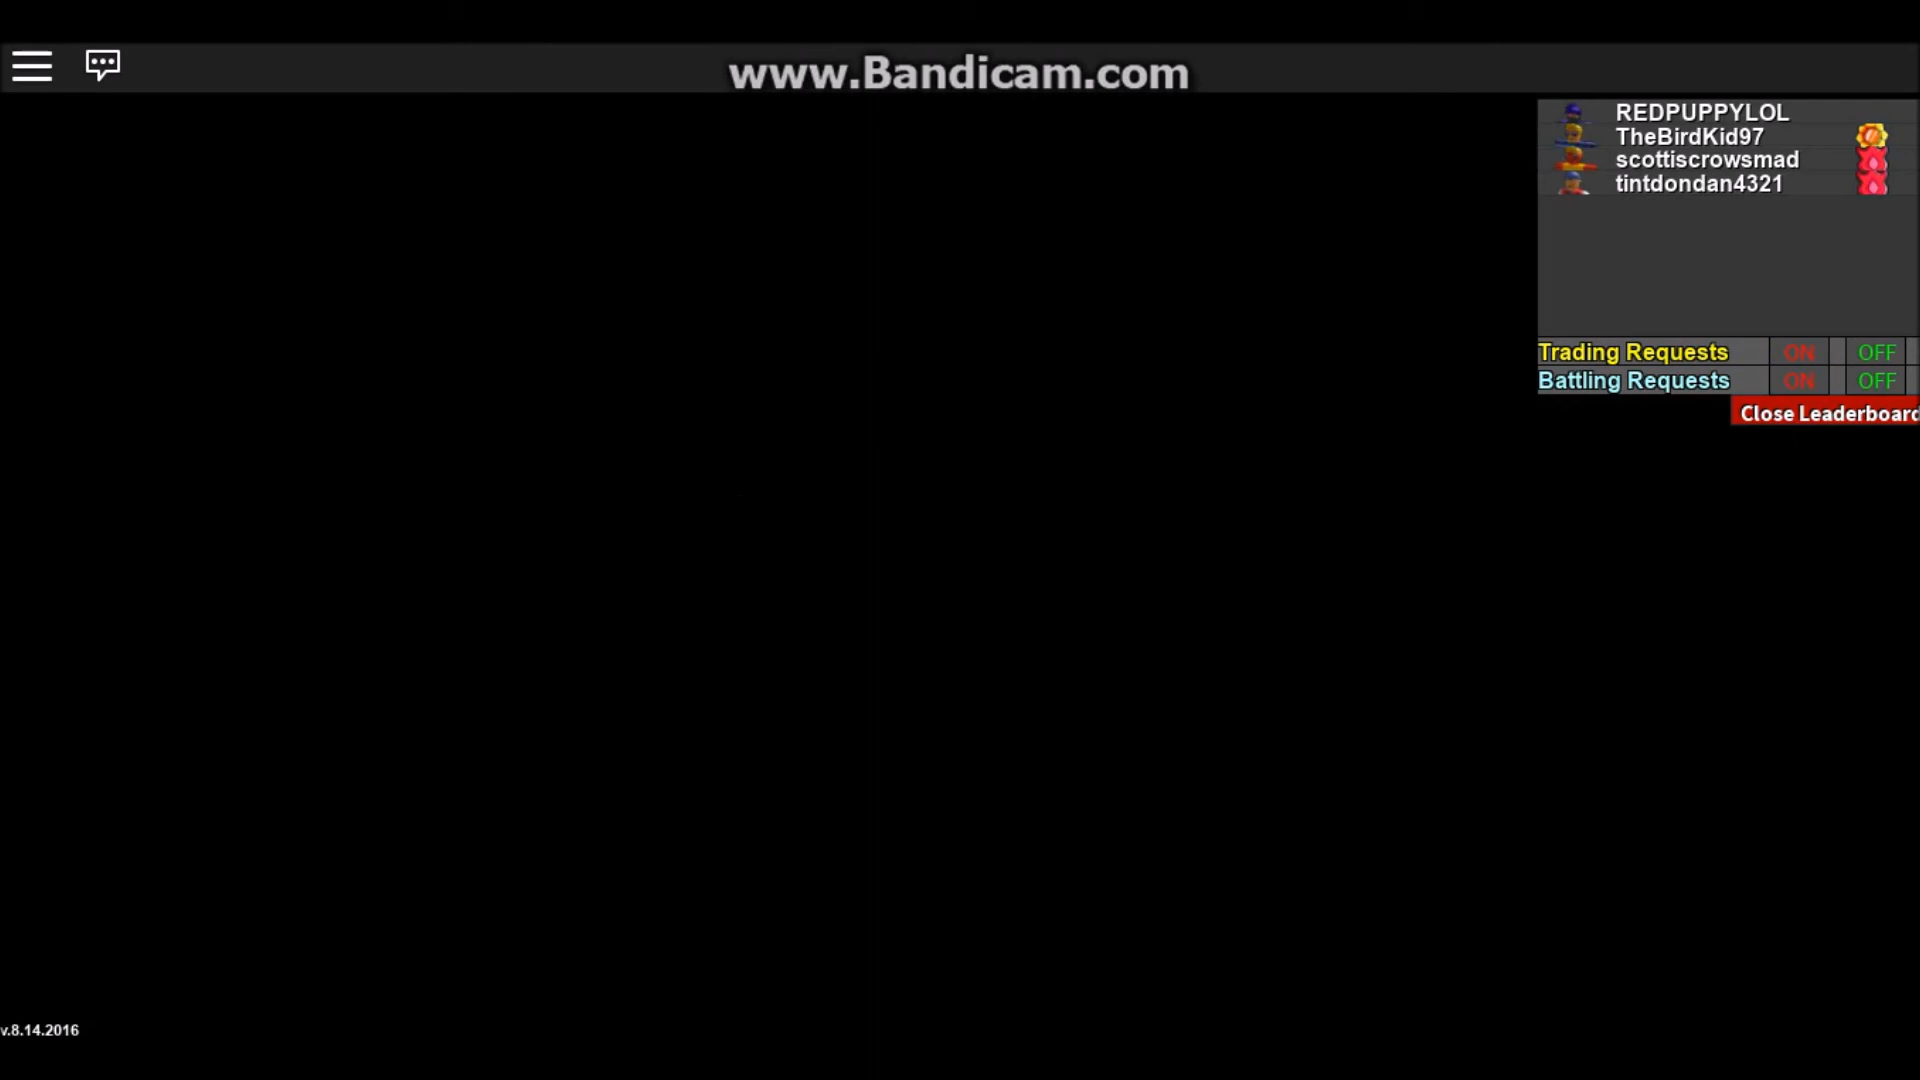 www.Bandicam.com
REDPUPPYLOL
TheBirdKid97
scottiscrowsmad
tintdondan4321
Trading Requests ON OFF
Battling Requests ON OFF
Close Leaderboard
v.8.14.2016